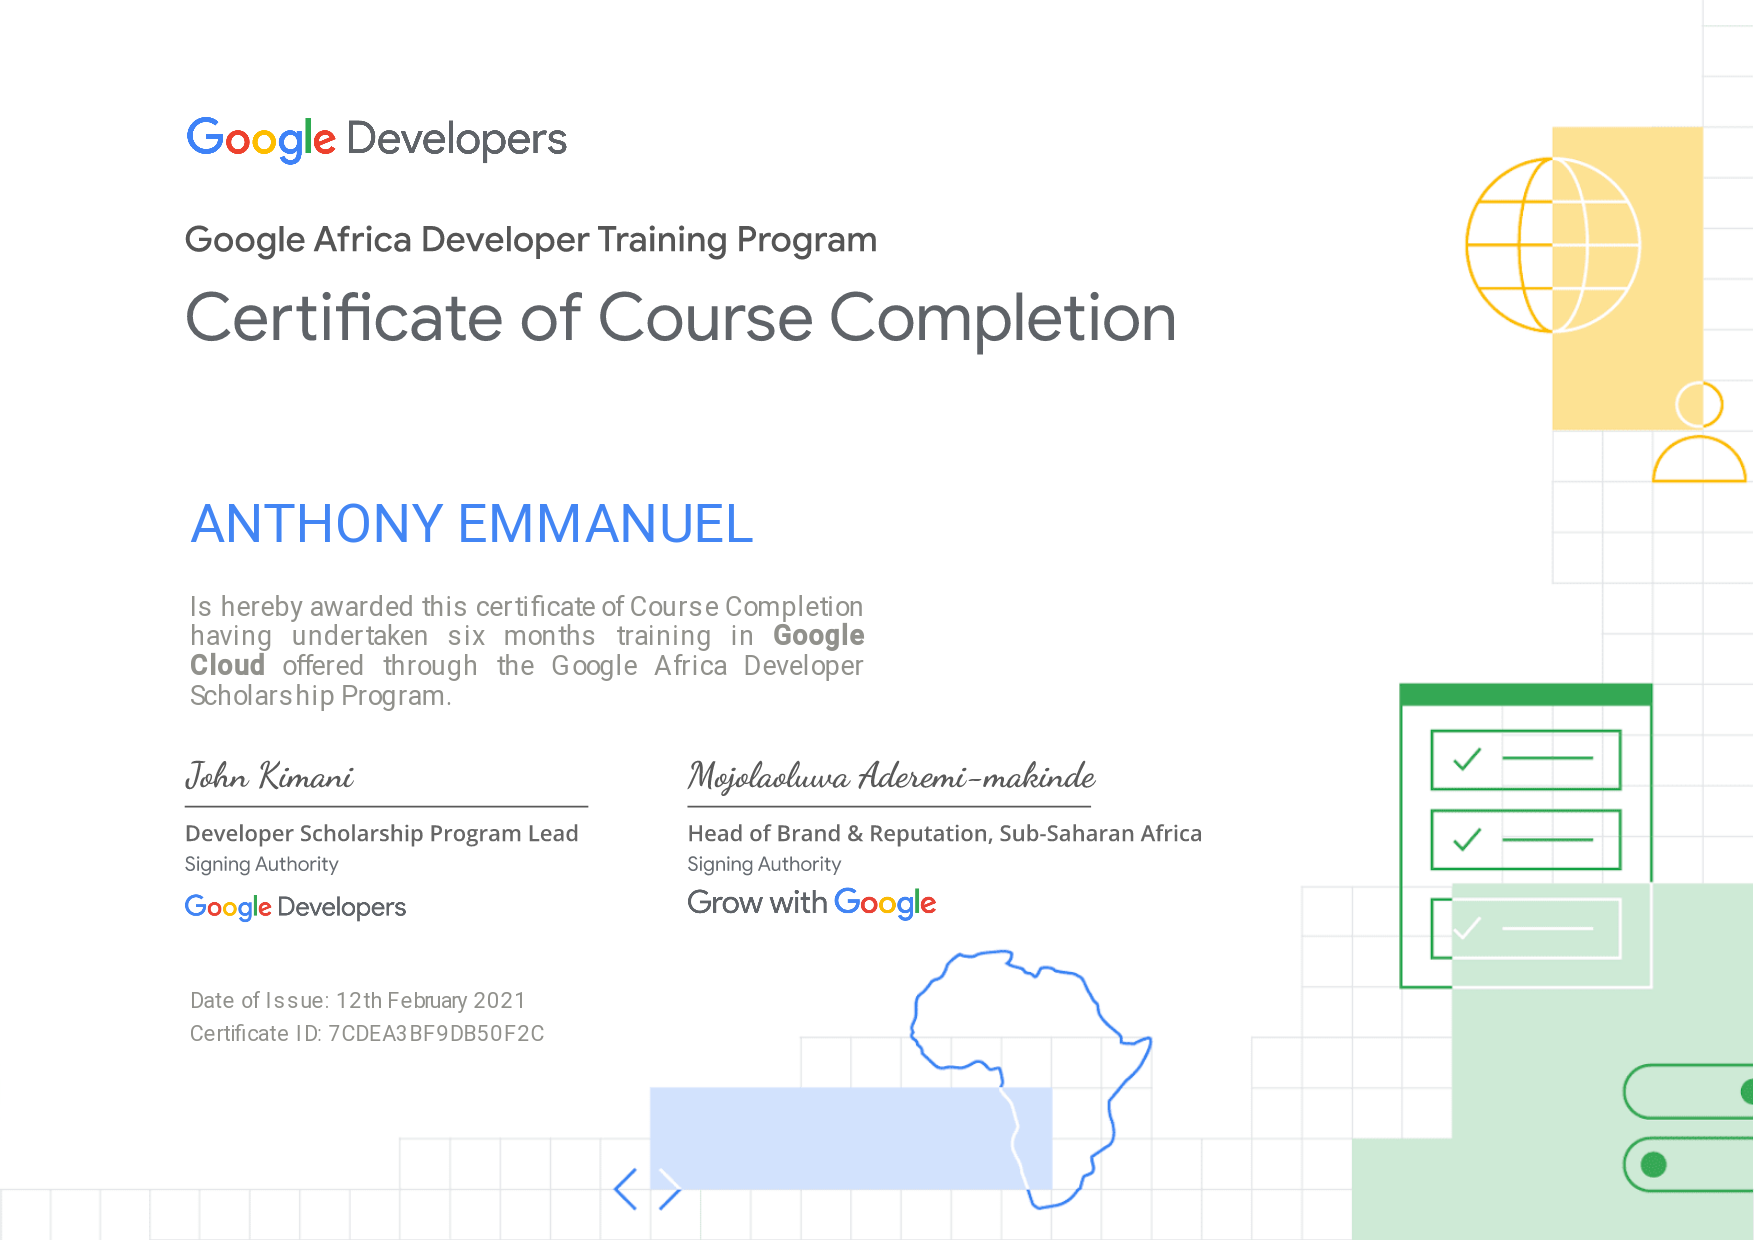 Google Developers
Google Africa Developer Training Program
Certificate of Course Completion
ANTHONY EMMANUEL
Is hereby awarded this certificate of Course Completion
having undertaken six months training in Google
Cloud offered through the Google Africa Developer
Scholarship Program.
John Kimani
Developer Scholarship Program Lead
Signing Authority
Google Developers
Mojolaoluwa Aderemi-makinde
Head of Brand & Reputation, Sub-Saharan Africa
Signing Authority
Grow with Google
Date of Issue: 12th February 2021
Certificate ID: 7CDEA3BF9DB50F2C